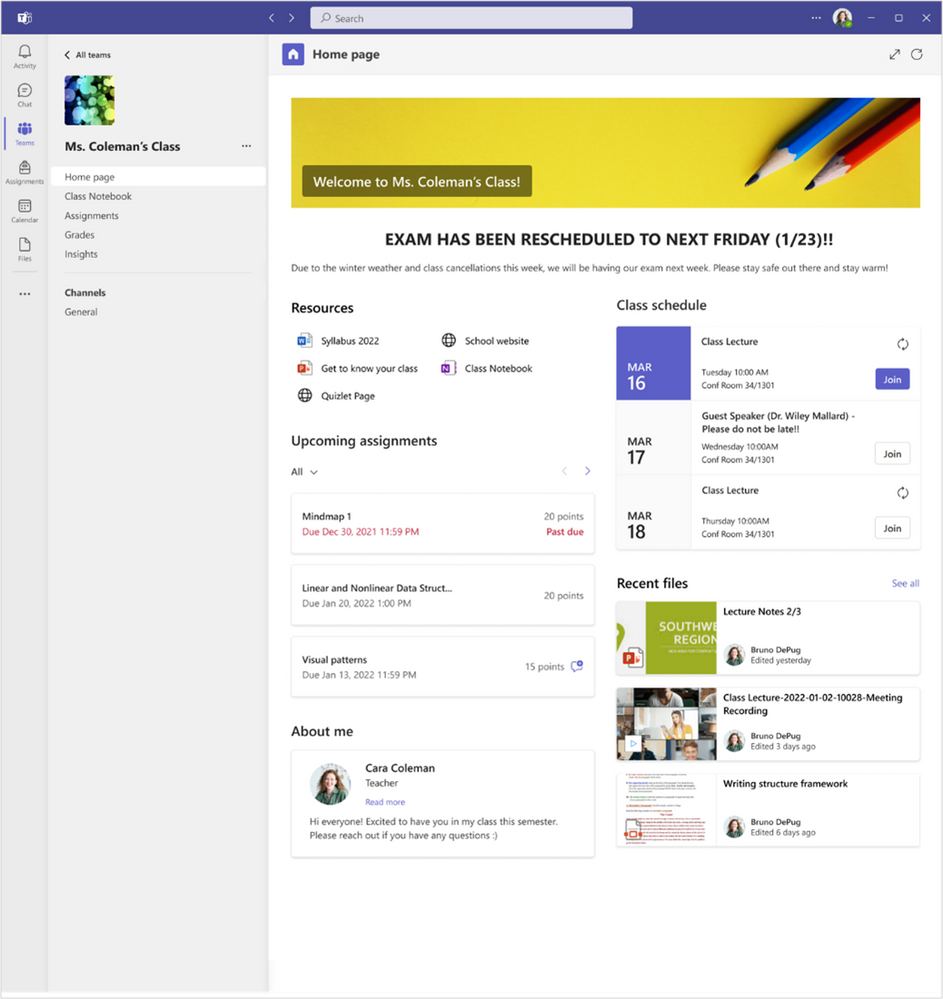 Search
Activity
Chat
Teams
Assignments
Calendar
Files
All teams
Ms. Coleman's Class
Home page
Class Notebook
Assignments
Grades
Insights
Channels
General
Home page
Welcome to Ms. Coleman's Class!
EXAM HAS BEEN RESCHEDULED TO NEXT FRIDAY (1/23)!!
Due to the winter weather and class cancellations this week, we will be having our exam next week. Please stay safe out there and stay warm!
Resources
Syllabus 2022
School website
Get to know your class
Class Notebook
Quizlet Page
Upcoming assignments
All
Mindmap 1
20 points
Due Dec 30, 2021 11:59 PM
Past due
Linear and Nonlinear Data Struct...
20 points
Due Jan 20, 2022 1:00 PM
Visual patterns
15 points
Due Jan 13, 2022 11:59 PM
About me
Cara Coleman
Teacher
Read more
Hi everyone! Excited to have you in my class this semester.
Please reach out if you have any questions :)
Class schedule
MAR
16
Class Lecture
Tuesday 10:00 AM
Conf Room 34/1301
Join
MAR
17
Guest Speaker (Dr. Wiley Mallard) -
Please do not be late!!
Wednesday 10:00AM
Conf Room 34/1301
Join
MAR
18
Class Lecture
Thursday 10:00AM
Conf Room 34/1301
Join
Recent files
See all
SOUTHWE
REGION
Lecture Notes 2/3
Bruno DePug
Edited yesterday
Class Lecture-2022-01-02-10028-Meeting
Recording
Bruno DePug
Edited 3 days ago
Writing structure framework
Bruno DePug
Edited 6 days ago